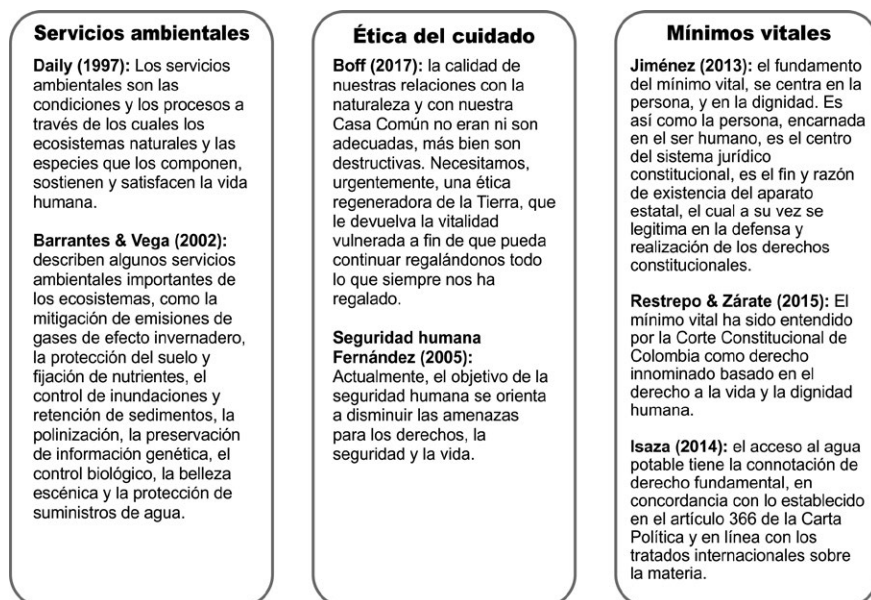 Servicios ambientales
Daily (1997): Los servicios
ambientales son las
condiciones y los procesos a
través de los cuales los
ecosistemas naturales y las
especies que los componen,
sostienen y satisfacen la vida
humana.
Barrantes & Vega (2002):
describen algunos servicios
ambientales importantes de
los ecosistemas, como la
mitigación de emisiones de
gases de efecto invernadero,
la protección del suelo y
fijación de nutrientes, el
control de inundaciones y
retención de sedimentos, la
polinización, la preservación
de información genética, el
control biológico, la belleza
escénica y la protección de
suministros de agua.
Ética del cuidado
Boff (2017): la calidad de
nuestras relaciones con la
naturaleza y con nuestra
Casa Común no eran ni son
adecuadas, más bien son
destructivas. Necesitamos,
urgentemente, una ética
regeneradora de la Tierra, que
le devuelva la vitalidad
vulnerada a fin de que pueda
continuar regalándonos todo
lo que siempre nos ha
regalado.
Seguridad humana
Fernández (2005):
Actualmente, el objetivo de la
seguridad humana se orienta
a disminuir las amenazas
para los derechos, la
seguridad y la vida.
Mínimos vitales
Jiménez (2013): el fundamento
del mínimo vital, se centra en la
persona, y en la dignidad. Es
así como la persona, encarnada
en el ser humano, es el centro
del sistema jurídico
constitucional, es el fin y razón
de existencia del aparato
estatal, el cual a su vez se
legitima en la defensa y
realización de los derechos
constitucionales.
Restrepo & Zárate (2015): El
mínimo vital ha sido entendido
por la Corte Constitucional de
Colombia como derecho
innominado basado en el
derecho a la vida y la dignidad
humana.
Isaza (2014): el acceso al agua
potable tiene la connotación de
derecho fundamental, en
concordancia con lo establecido
en el artículo 366 de la Carta
Política y en línea con los
tratados internacionales sobre
la materia.